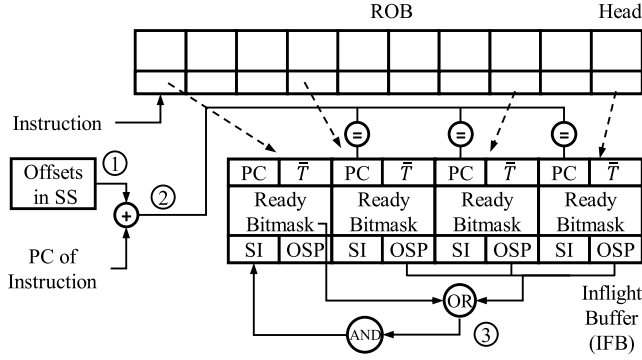 ROB Head
Instruction
Offsets
in SS
①
+
②
PC of
Instruction
= = =
PC T̄ PC T̄ PC T̄ PC T̄
Ready Ready Ready Ready
Bitmask Bitmask Bitmask Bitmask
SI OSP SI OSP SI OSP SI OSP
OR
AND
③
Inflight
Buffer
(IFB)